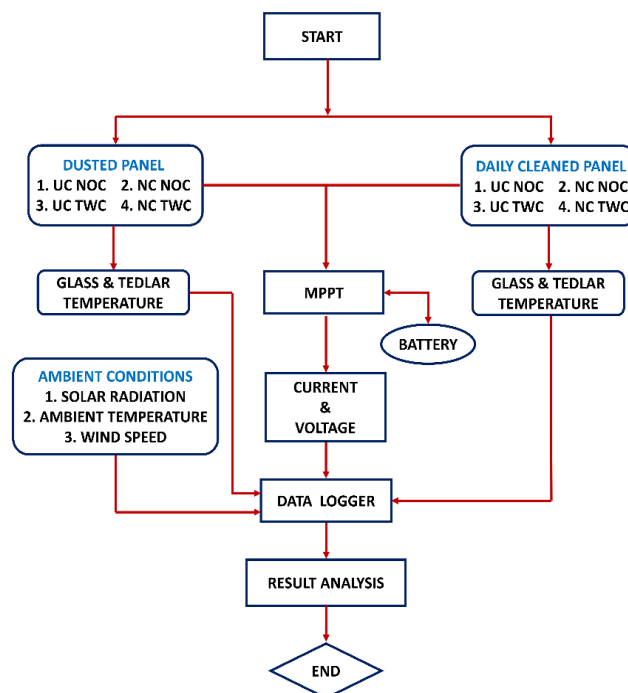 START
DUSTED PANEL
1. UC NOC 2. NC NOC
3. UC TWC 4. NC TWC
DAILY CLEANED PANEL
1. UC NOC 2. NC NOC
3. UC TWC 4. NC TWC
GLASS & TEDLAR
TEMPERATURE
MPPT
GLASS & TEDLAR
TEMPERATURE
BATTERY
AMBIENT CONDITIONS
1. SOLAR RADIATION
2. AMBIENT TEMPERATURE
3. WIND SPEED
CURRENT
&
VOLTAGE
DATA LOGGER
RESULT ANALYSIS
END